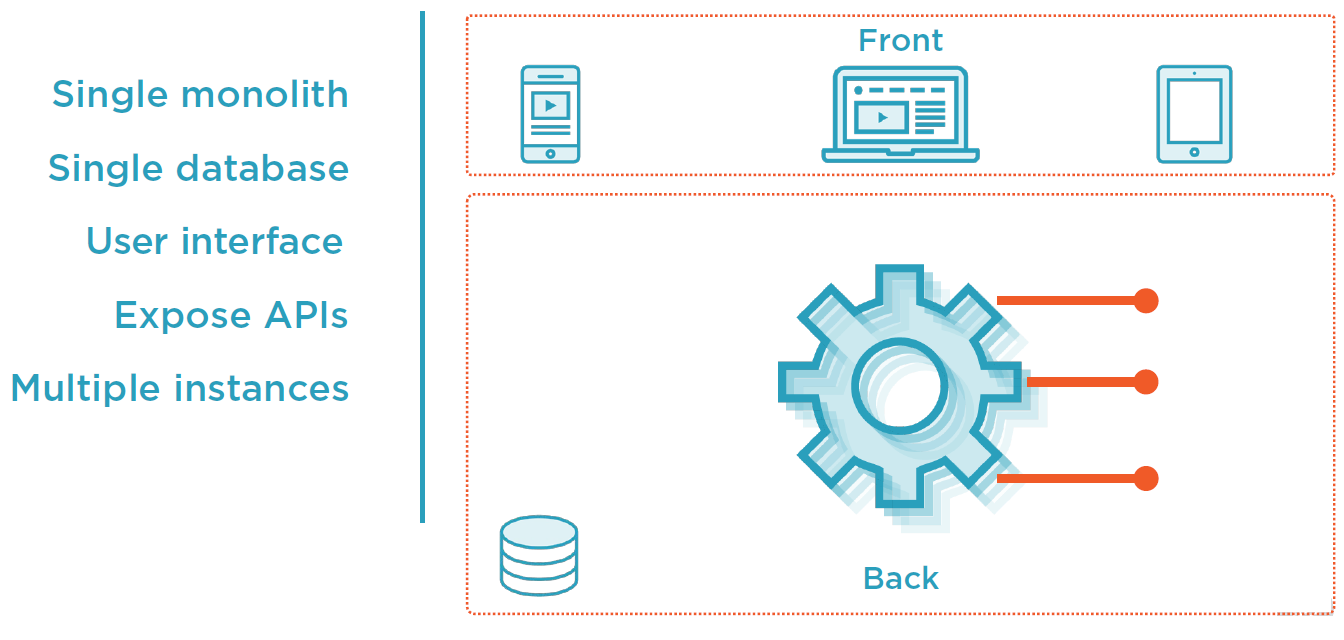 Single monolith
Single database
User interface
Expose APIs
Multiple instances
Front
Back